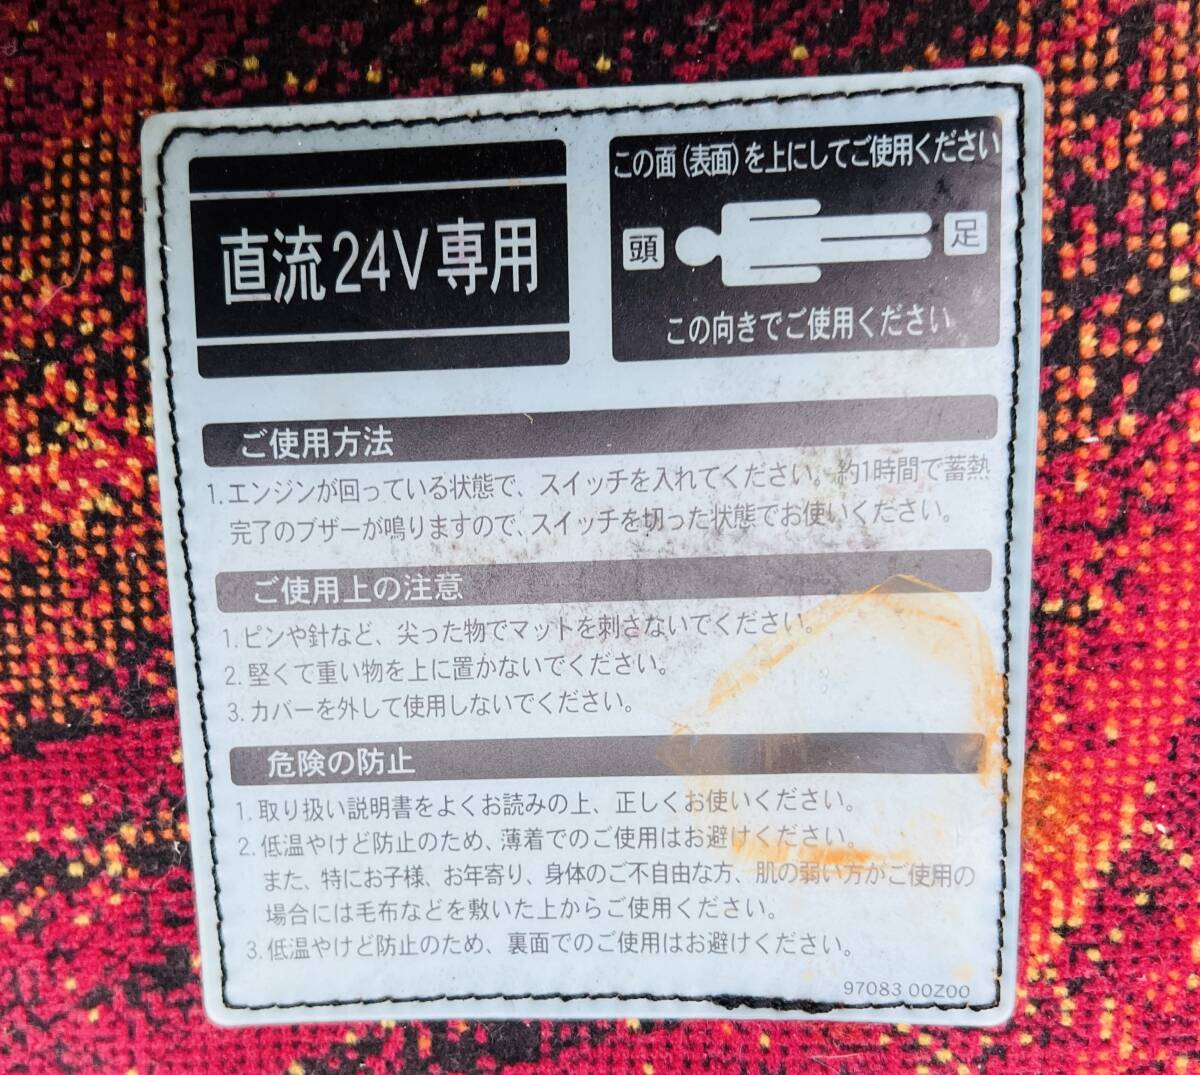 直流24V専用
この面(表面)を上にしてご使用ください
頭
足
この向きでご使用ください
ご使用方法
1.エンジンが回っている状態で、スイッチを入れてください。約1時間で蓄熱
完了のブザーが鳴りますので、スイッチを切った状態でお使いください。
ご使用上の注意
1.ピンや針など、尖った物でマットを刺さないでください。
2.堅くて重い物を上に置かないでください。
3.カバーを外して使用しないでください。
危険の防止
1.取り扱い説明書をよくお読みの上、正しくお使いください。
2.低温やけど防止のため、薄着でのご使用はお避けください。
また、特にお子様、お年寄り、身体のご不自由な方、肌の弱い方がご使用の
場合には毛布などを敷いた上からご使用ください。
3.低温やけど防止のため、裏面でのご使用はお避けください。
97083 00Z00